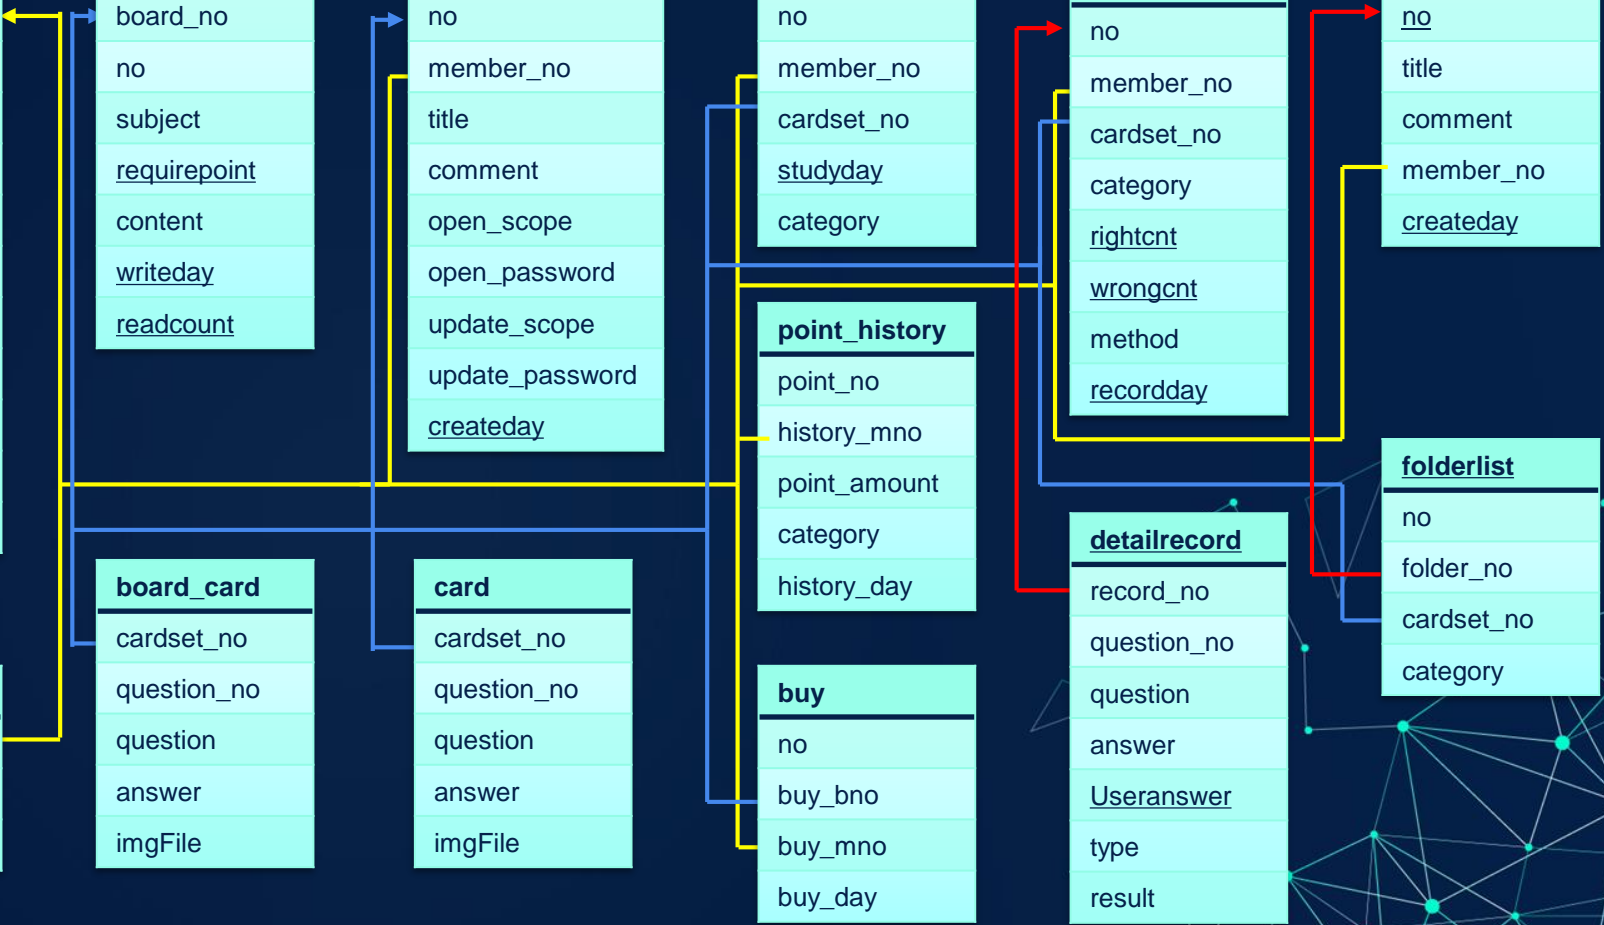 board_no
no
subject
requirepoint
content
writeday
readcount
no
member_no
title
comment
open_scope
open_password
update_scope
update_password
createday
no
member_no
cardset_no
studyday
category
no
member_no
cardset_no
category
rightcnt
wrongcnt
method
recordday
no
title
comment
member_no
createday
point_history
point_no
history_mno
point_amount
category
history_day
folderlist
no
folder_no
cardset_no
category
detailrecord
record_no
question_no
question
answer
Useranswer
type
result
board_card
cardset_no
question_no
question
answer
imgFile
card
cardset_no
question_no
question
answer
imgFile
buy
no
buy_bno
buy_mno
buy_day